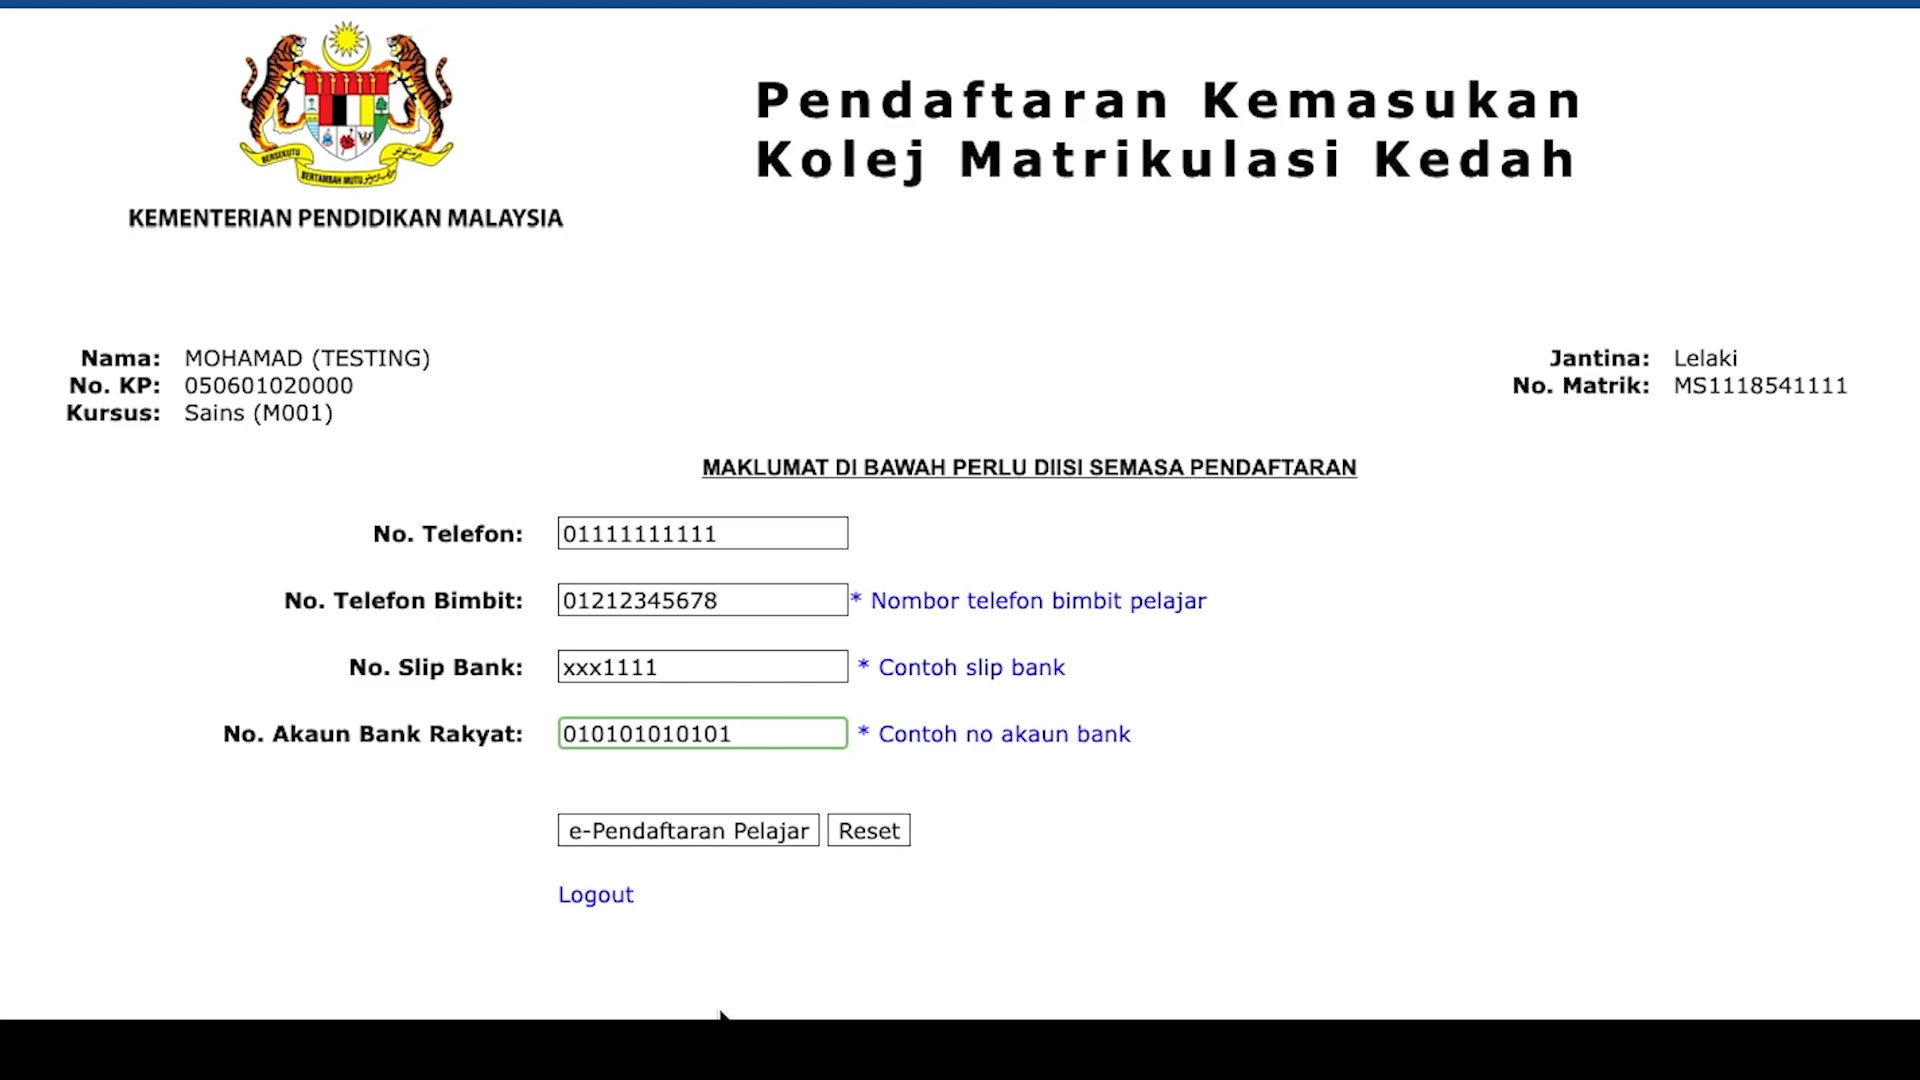 Pendaftaran Kemasukan
Kolej Matrikulasi Kedah
BERSEKUTU
BERTAMBAH MUTU
KEMENTERIAN PENDIDIKAN MALAYSIA
Nama: MOHAMAD (TESTING)
No. KP: 050601020000
Kursus: Sains (M001)
Jantina: Lelaki
No. Matrik: MS1118541111
MAKLUMAT DI BAWAH PERLU DIISI SEMASA PENDAFTARAN
No. Telefon: 01111111111
No. Telefon Bimbit: 01212345678 * Nombor telefon bimbit pelajar
No. Slip Bank: xxx1111 * Contoh slip bank
No. Akaun Bank Rakyat: 010101010101 * Contoh no akaun bank
e-Pendaftaran Pelajar Reset
Logout